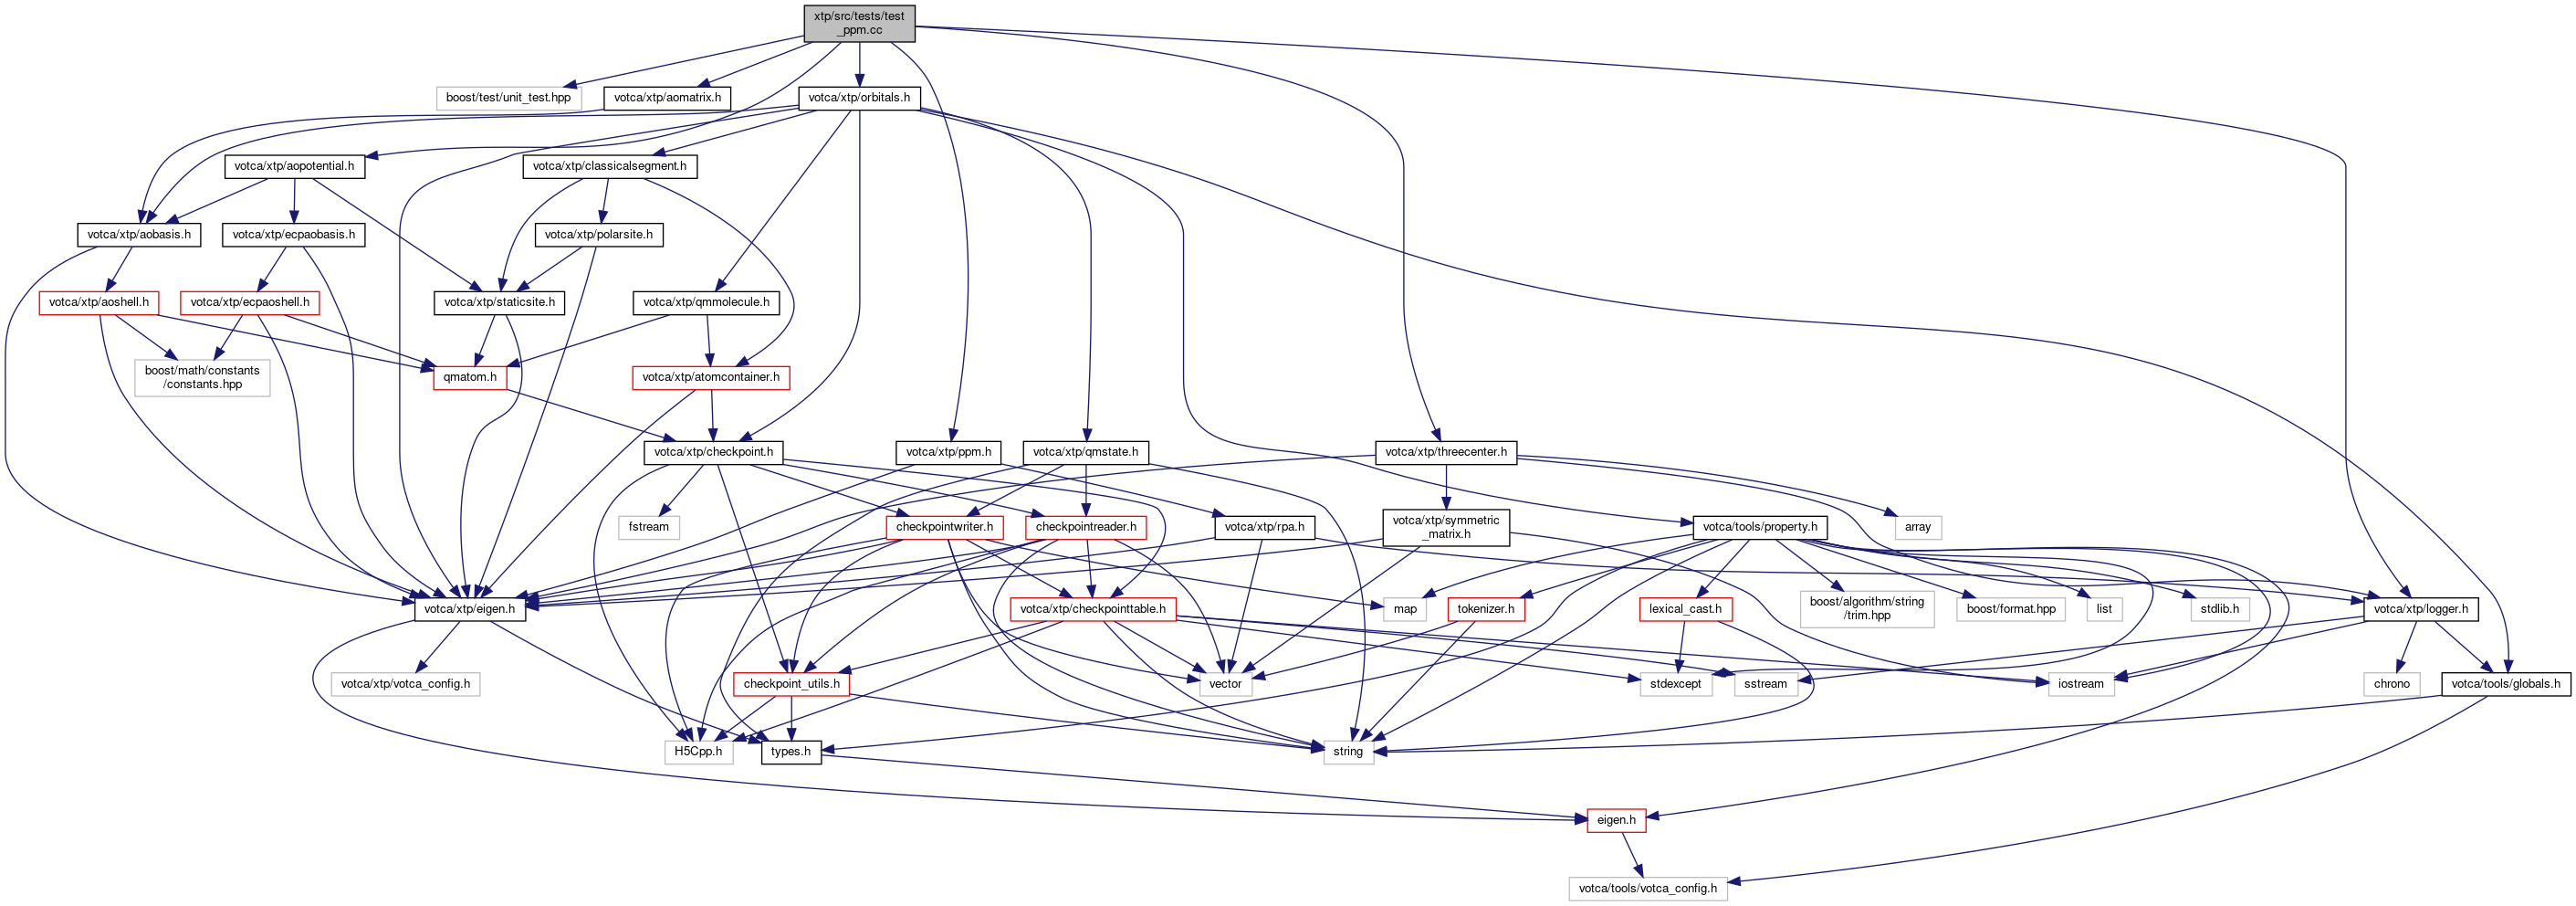 xtp/src/tests/test
_ppm.cc
boost/test/unit_test.hpp
votca/xtp/aomatrix.h
votca/xtp/orbitals.h
votca/xtp/aopotential.h
votca/xtp/classicalsegment.h
votca/xtp/aobasis.h
votca/xtp/ecpaobasis.h
votca/xtp/polarsite.h
votca/xtp/aoshell.h
votca/xtp/ecpaoshell.h
votca/xtp/staticsite.h
votca/xtp/qmmolecule.h
boost/math/constants
/constants.hpp
qmatom.h
votca/xtp/atomcontainer.h
votca/xtp/checkpoint.h
votca/xtp/ppm.h
votca/xtp/qmstate.h
votca/xtp/threecenter.h
fstream
checkpointwriter.h
checkpointreader.h
votca/xtp/rpa.h
votca/xtp/symmetric
_matrix.h
votca/tools/property.h
array
votca/xtp/eigen.h
votca/xtp/checkpointtable.h
map
tokenizer.h
lexical_cast.h
boost/algorithm/string
/trim.hpp
boost/format.hpp
list
stdlib.h
votca/xtp/logger.h
votca/xtp/votca_config.h
checkpoint_utils.h
vector
stdexcept
sstream
iostream
chrono
votca/tools/globals.h
H5Cpp.h
types.h
string
eigen.h
votca/tools/votca_config.h